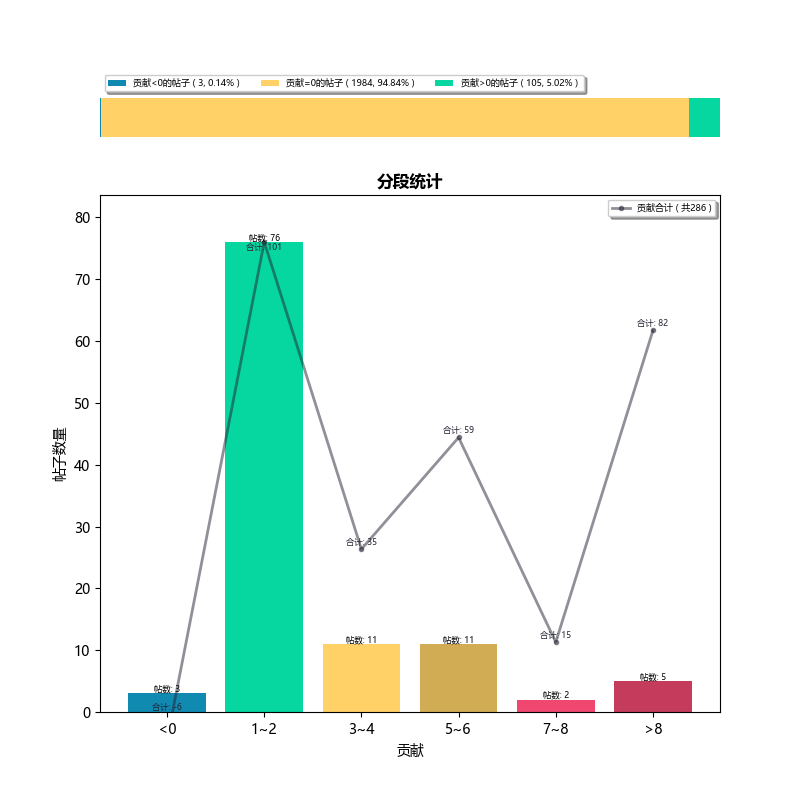 贡献<0的帖子 ( 3, 0.14% ) 贡献=0的帖子 ( 1984, 94.84% ) 贡献>0的帖子 ( 105, 5.02% )
分段统计
贡献合计 ( 共286 )
80
70
60
50
40
30
20
10
0
帖子数量
帖数: 3
合计: -6
帖数: 76
合计: 101
合计: 35
帖数: 11
合计: 59
帖数: 11
合计: 15
帖数: 2
合计: 82
帖数: 5
<0 1~2 3~4 5~6 7~8 >8
贡献